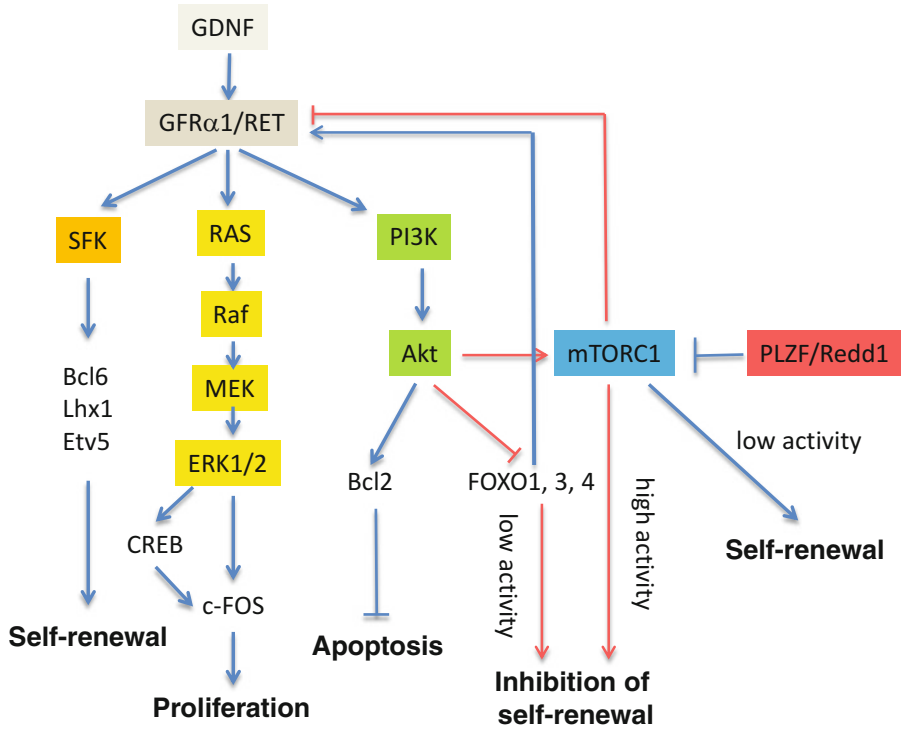 GDNF
GFRα1/RET
SFK
RAS
PI3K
Raf
Akt
mTORC1
PLZF/Redd1
Bcl6
Lhx1
Etv5
MEK
low activity
ERK1/2
Bcl2
FOXO1, 3, 4
low activity
high activity
CREB
Self-renewal
c-FOS
Self-renewal
Apoptosis
Proliferation
Inhibition of
self-renewal